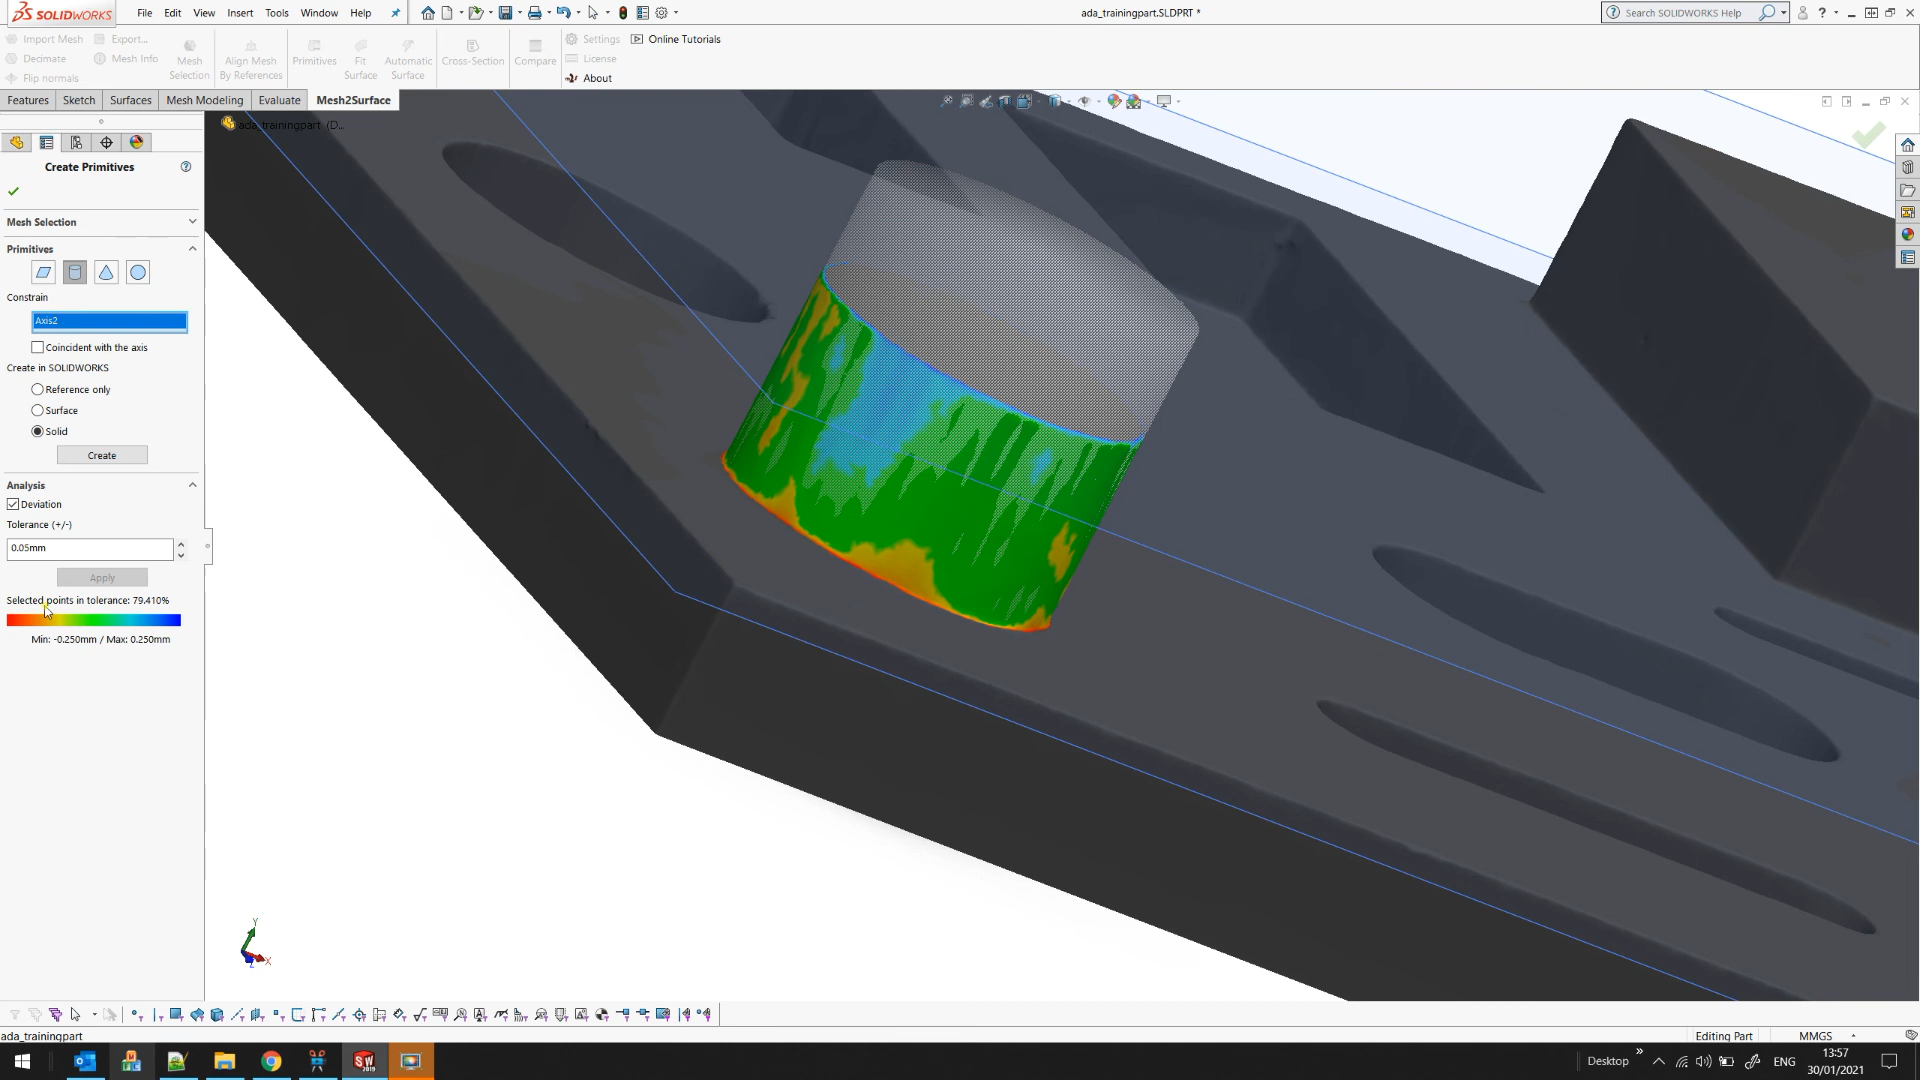 SOLIDWORKS File Edit View Insert Tools Window Help ada_trainingpart.SLDPRT * Search SOLIDWORKS Help
Import Mesh Export... Settings Online Tutorials
Decimate Mesh Info Mesh Selection Align Mesh By References Primitives Fit Surface Automatic Surface Cross-Section Compare License
Flip normals About
Features Sketch Surfaces Mesh Modeling Evaluate Mesh2Surface
ada_trainingpart (D...
Create Primitives
Mesh Selection
Primitives
Constrain
Axis2
Coincident with the axis
Create in SOLIDWORKS
Reference only
Surface
Solid
Create
Analysis
Deviation
Tolerance (+/-)
0.05mm
Apply
Selected points in tolerance: 79.410%
Min: -0.250mm / Max: 0.250mm
Y
X
Z
ada_trainingpart Editing Part MMGS
Desktop ENG 13:57
30/01/2021